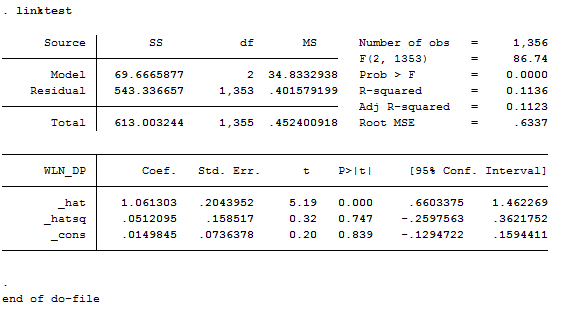 . linktest
Source SS df MS Number of obs = 1,356
F(2, 1353) = 86.74
Model 69.6665877 2 34.8332938 Prob > F = 0.0000
Residual 543.336657 1,353 .401579199 R-squared = 0.1136
Adj R-squared = 0.1123
Total 613.003244 1,355 .452400918 Root MSE = .6337
WLN_DP Coef. Std. Err. t P>|t| [95% Conf. Interval]
_hat 1.061303 .2043952 5.19 0.000 .6603375 1.462269
_hatsq .0512095 .158517 0.32 0.747 -.2597563 .3621752
_cons .0149845 .0736378 0.20 0.839 -.1294722 .1594411
.
end of do-file